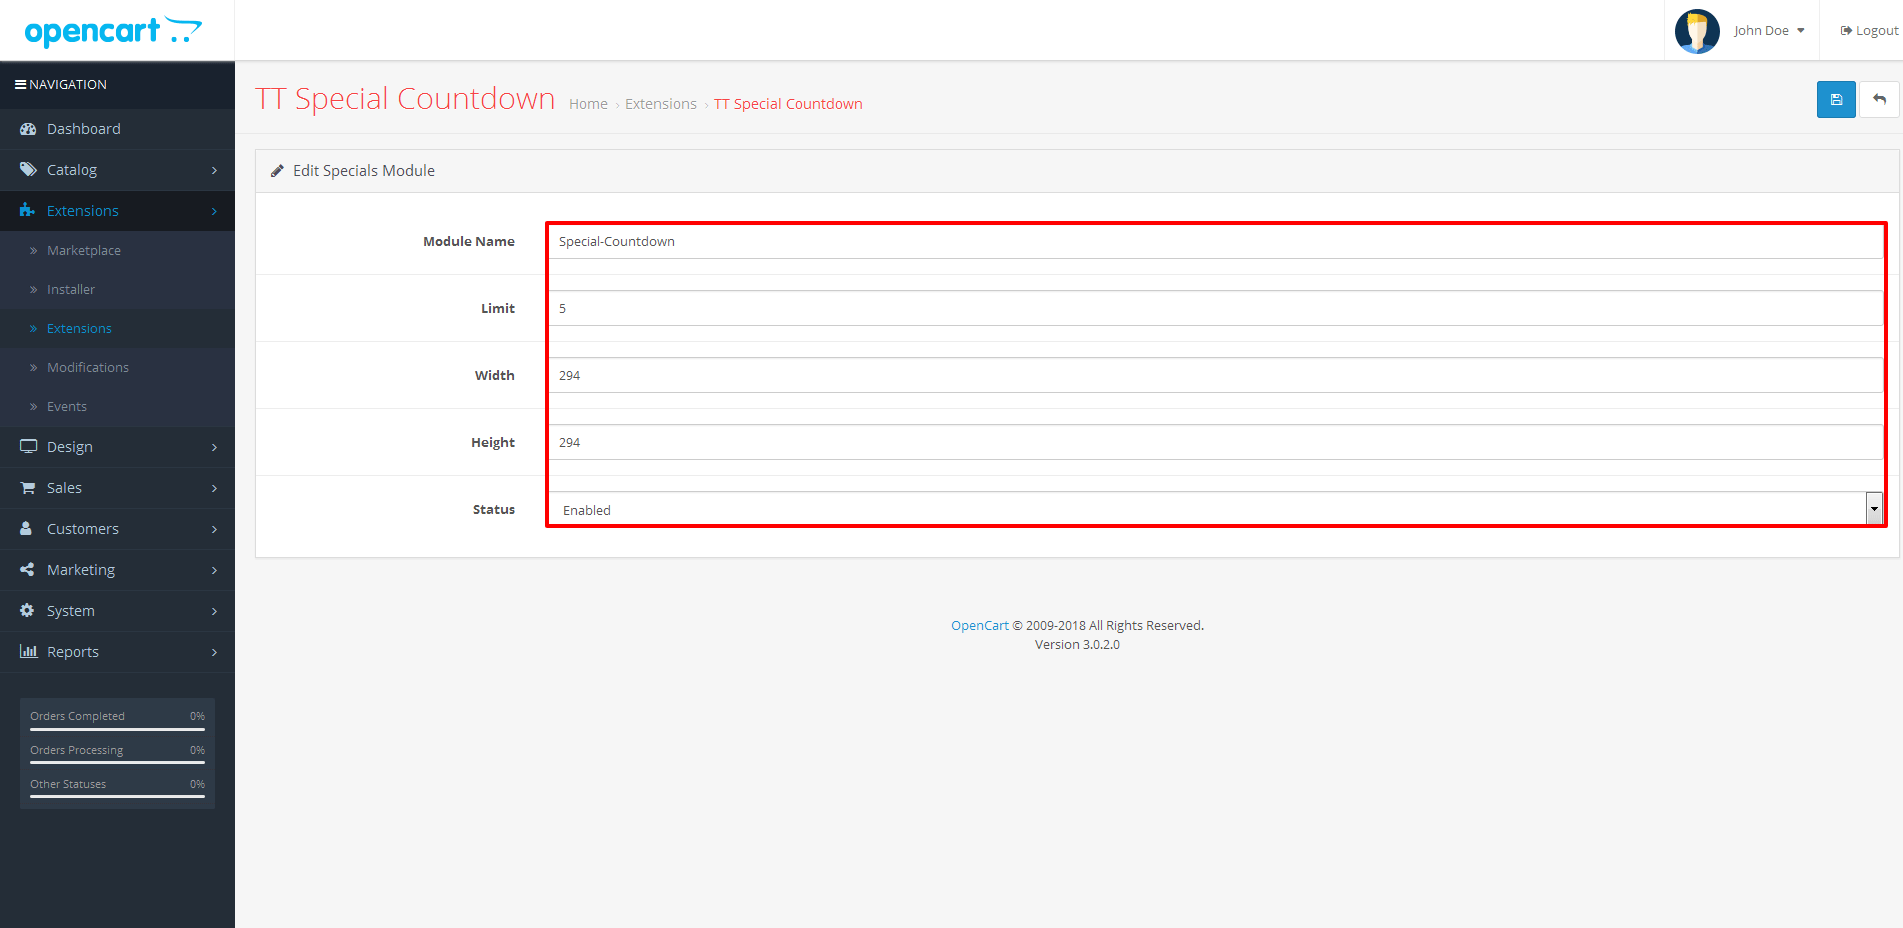 opencart
John Doe
Logout
NAVIGATION
Dashboard
Catalog
Extensions
Marketplace
Installer
Extensions
Modifications
Events
Design
Sales
Customers
Marketing
System
Reports
Orders Completed 0%
Orders Processing 0%
Other Statuses 0%
TT Special Countdown
Home › Extensions › TT Special Countdown
Edit Specials Module
Module Name Special-Countdown
Limit 5
Width 294
Height 294
Status Enabled
OpenCart © 2009-2018 All Rights Reserved.
Version 3.0.2.0